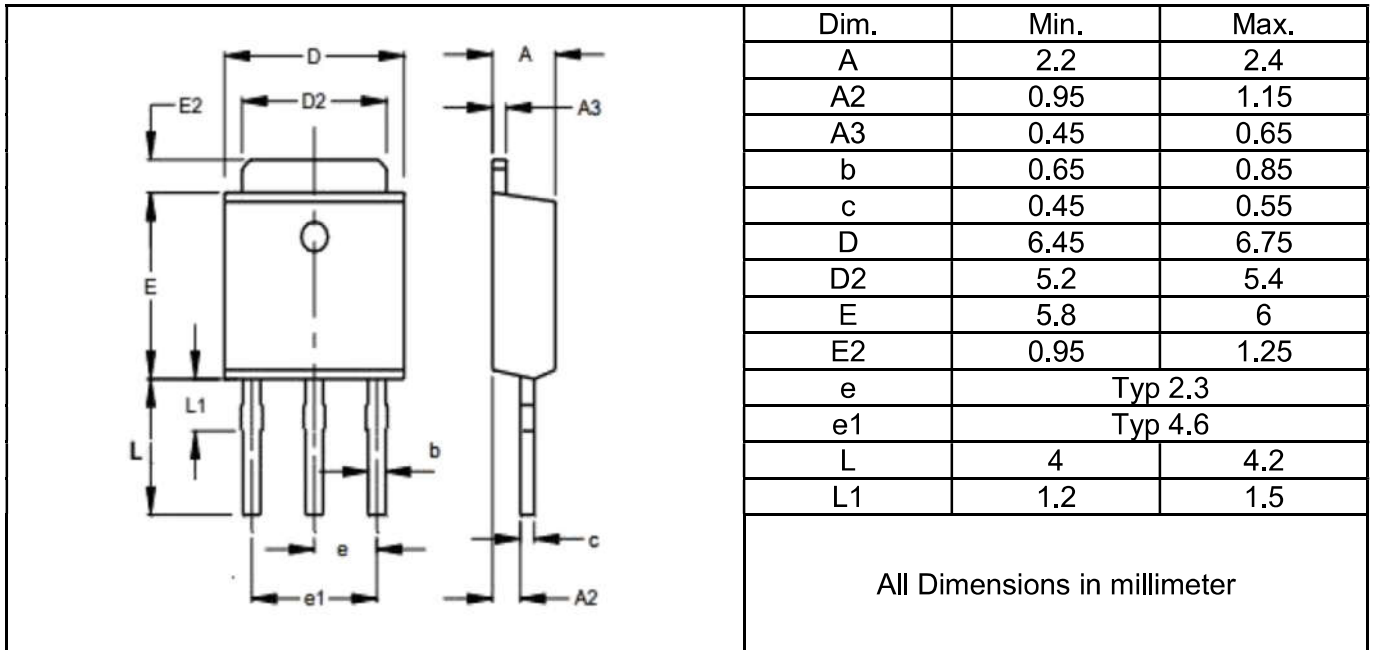 D
A
E2
D2
A3
E
L1
L
b
e
c
e1
A2
Dim. Min. Max.
A 2.2 2.4
A2 0.95 1.15
A3 0.45 0.65
b 0.65 0.85
c 0.45 0.55
D 6.45 6.75
D2 5.2 5.4
E 5.8 6
E2 0.95 1.25
e Typ 2.3
e1 Typ 4.6
L 4 4.2
L1 1.2 1.5
All Dimensions in millimeter